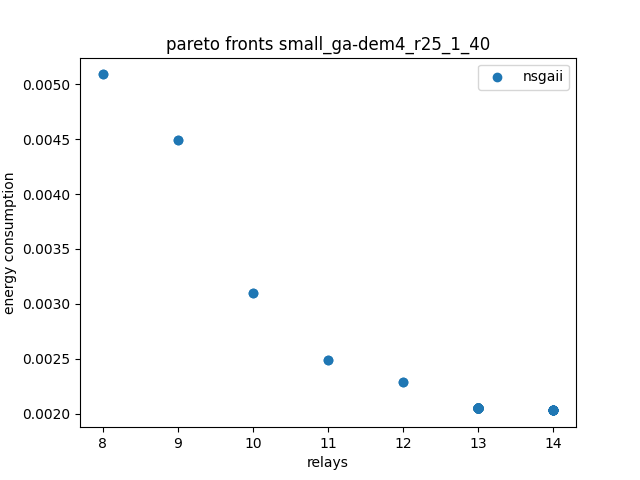 pareto fronts small_ga-dem4_r25_1_40
nsgaii
0.0050
0.0045
0.0040
0.0035
0.0030
0.0025
0.0020
energy consumption
8 9 10 11 12 13 14
relays